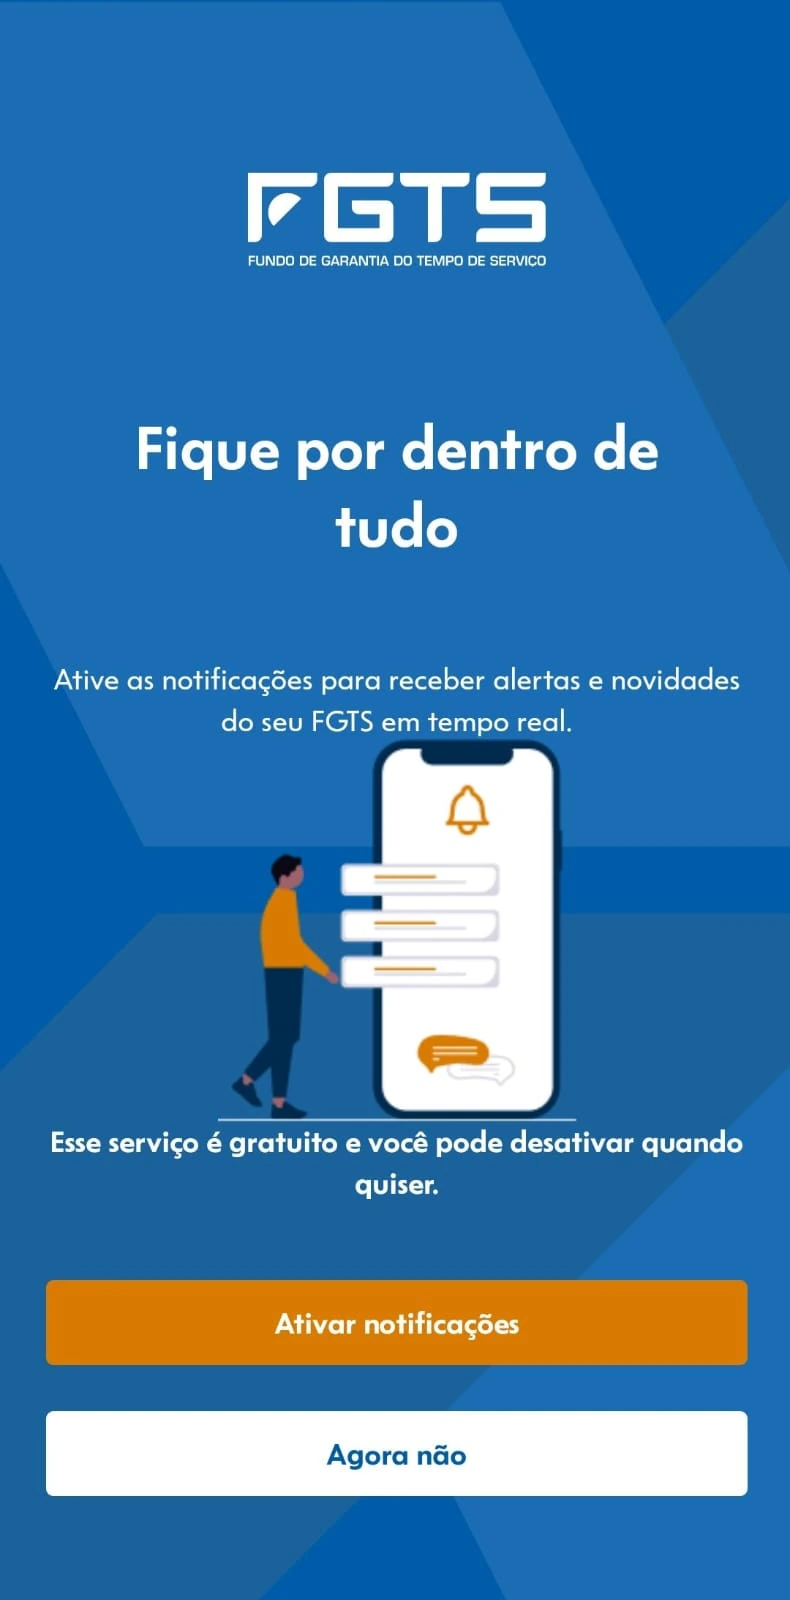 FGTS
FUNDO DE GARANTIA DO TEMPO DE SERVIÇO
Fique por dentro de
tudo
Ative as notificações para receber alertas e novidades
do seu FGTS em tempo real.
Esse serviço é gratuito e você pode desativar quando
quiser.
Ativar notificações
Agora não